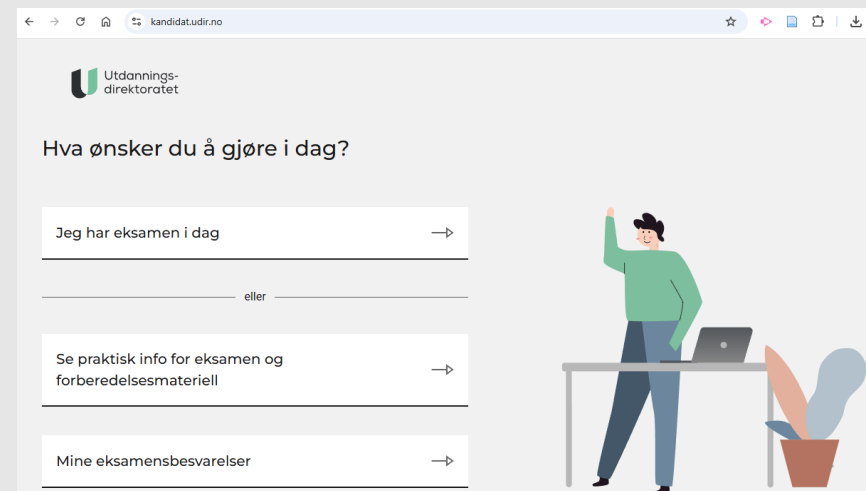 kandidat.udir.no
Utdannings-
direktoratet
Hva ønsker du å gjøre i dag?
Jeg har eksamen i dag
eller
Se praktisk info for eksamen og
forberedelsesmateriell
Mine eksamensbesvarelser